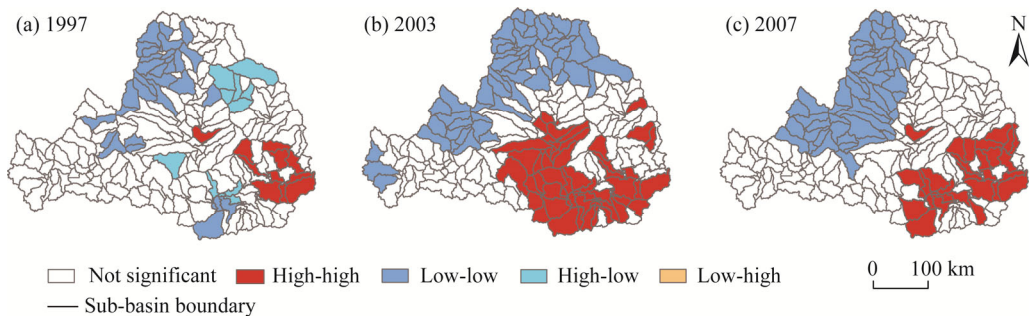 (a) 1997 (b) 2003 (c) 2007 N
Not significant High-high Low-low High-low Low-high 0 100 km
Sub-basin boundary